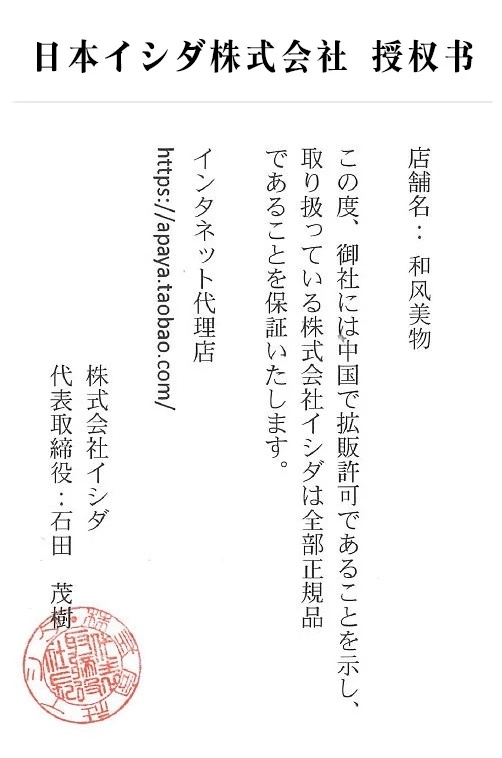 日本イシダ株式会社 授权书
店舗名：和风美物
この度、御社には中国で拡販許可であることを示し、
取り扱っている株式会社イシダは全部正規品
であることを保証いたします。
インタネット代理店
https://apaya.taobao.com/
株式会社イシダ
代表取締役：石田 茂樹